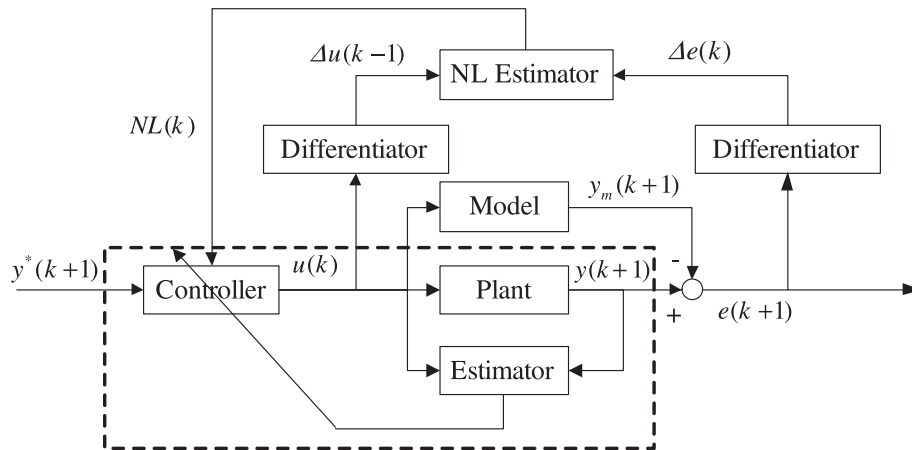 Δu(k−1)
NL Estimator
Δe(k)
NL(k)
Differentiator
Differentiator
Model
y_m(k+1)
y*(k+1)
u(k)
y(k+1)
-
Controller
Plant
+
e(k+1)
Estimator